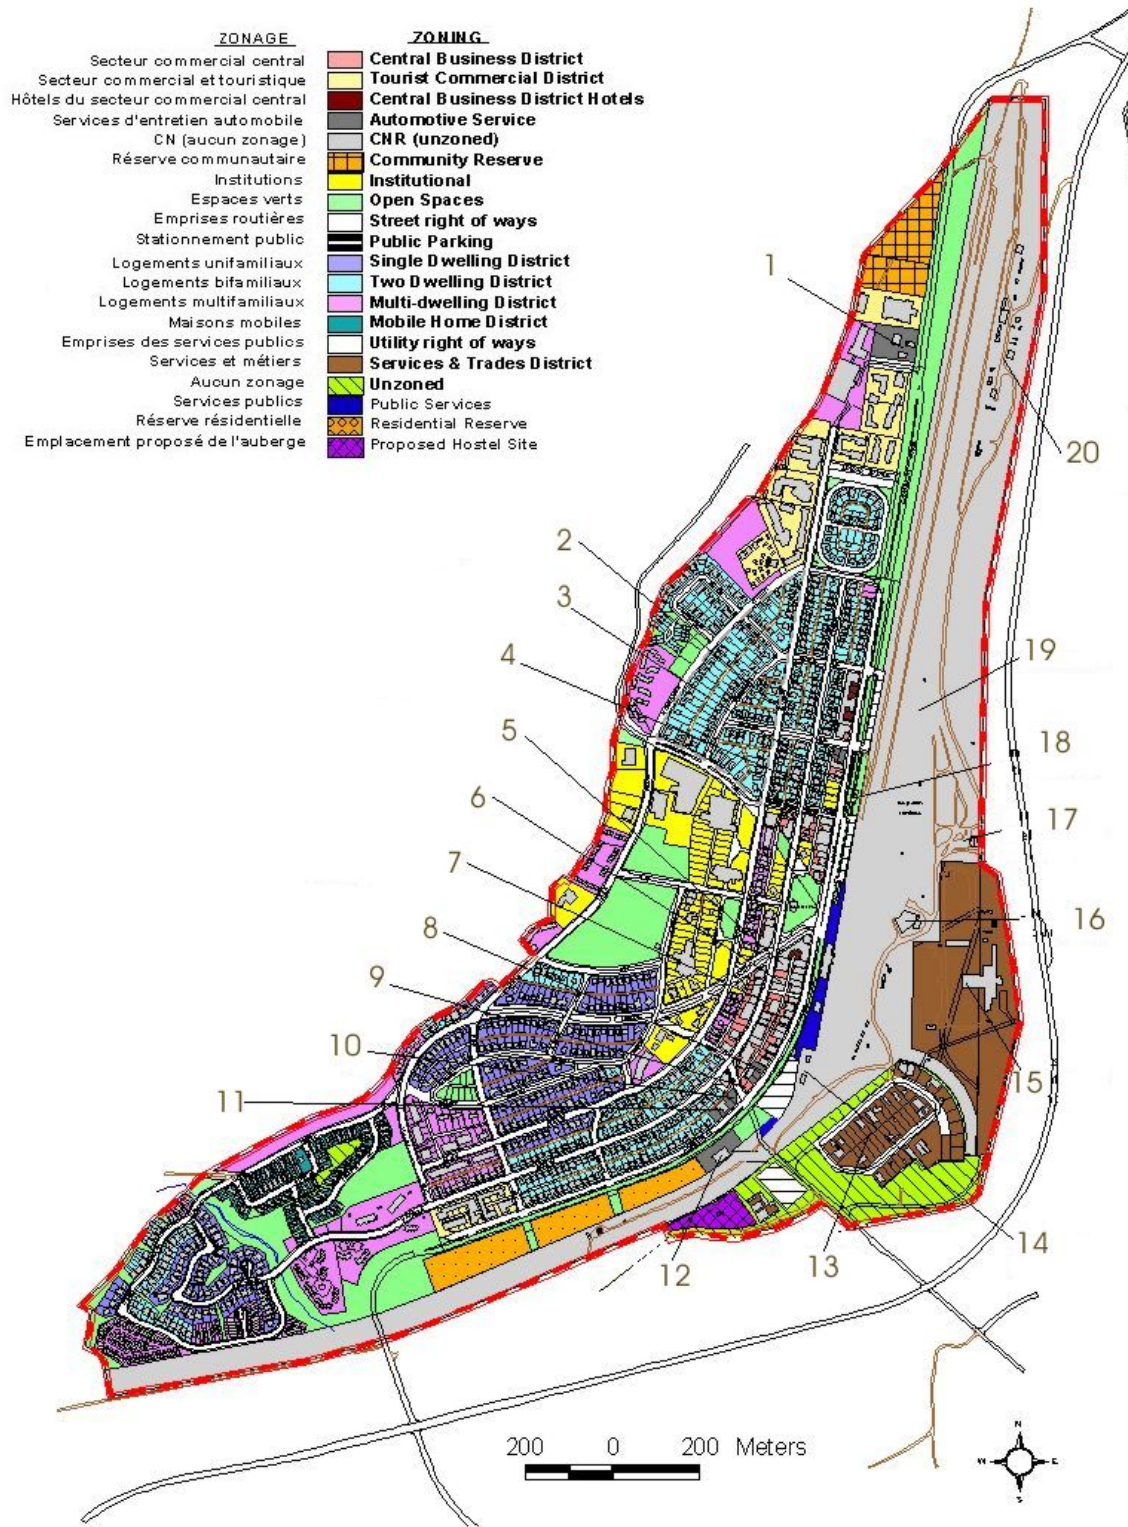 ZONAGE ZONING
Secteur commercial central Central Business District
Secteur commercial et touristique Tourist Commercial District
Hôtels du secteur commercial central Central Business District Hotels
Services d'entretien automobile Automotive Service
CN (aucun zonage) CNR (unzoned)
Réserve communautaire Community Reserve
Institutions Institutional
Espaces verts Open Spaces
Emprises routières Street right of ways
Stationnement public Public Parking
Logements unifamiliaux Single Dwelling District
Logements bifamiliaux Two Dwelling District
Logements multifamiliaux Multi-dwelling District
Maisons mobiles Mobile Home District
Emprises des services publics Utility right of ways
Services et métiers Services & Trades District
Aucun zonage Unzoned
Services publics Public Services
Réserve résidentielle Residential Reserve
Emplacement proposé de l'auberge Proposed Hostel Site
1
20
2
3
4
19
5
18
6
17
7
16
8
9
10
15
11
14
12
13
200 0 200 Meters
N
W E
S